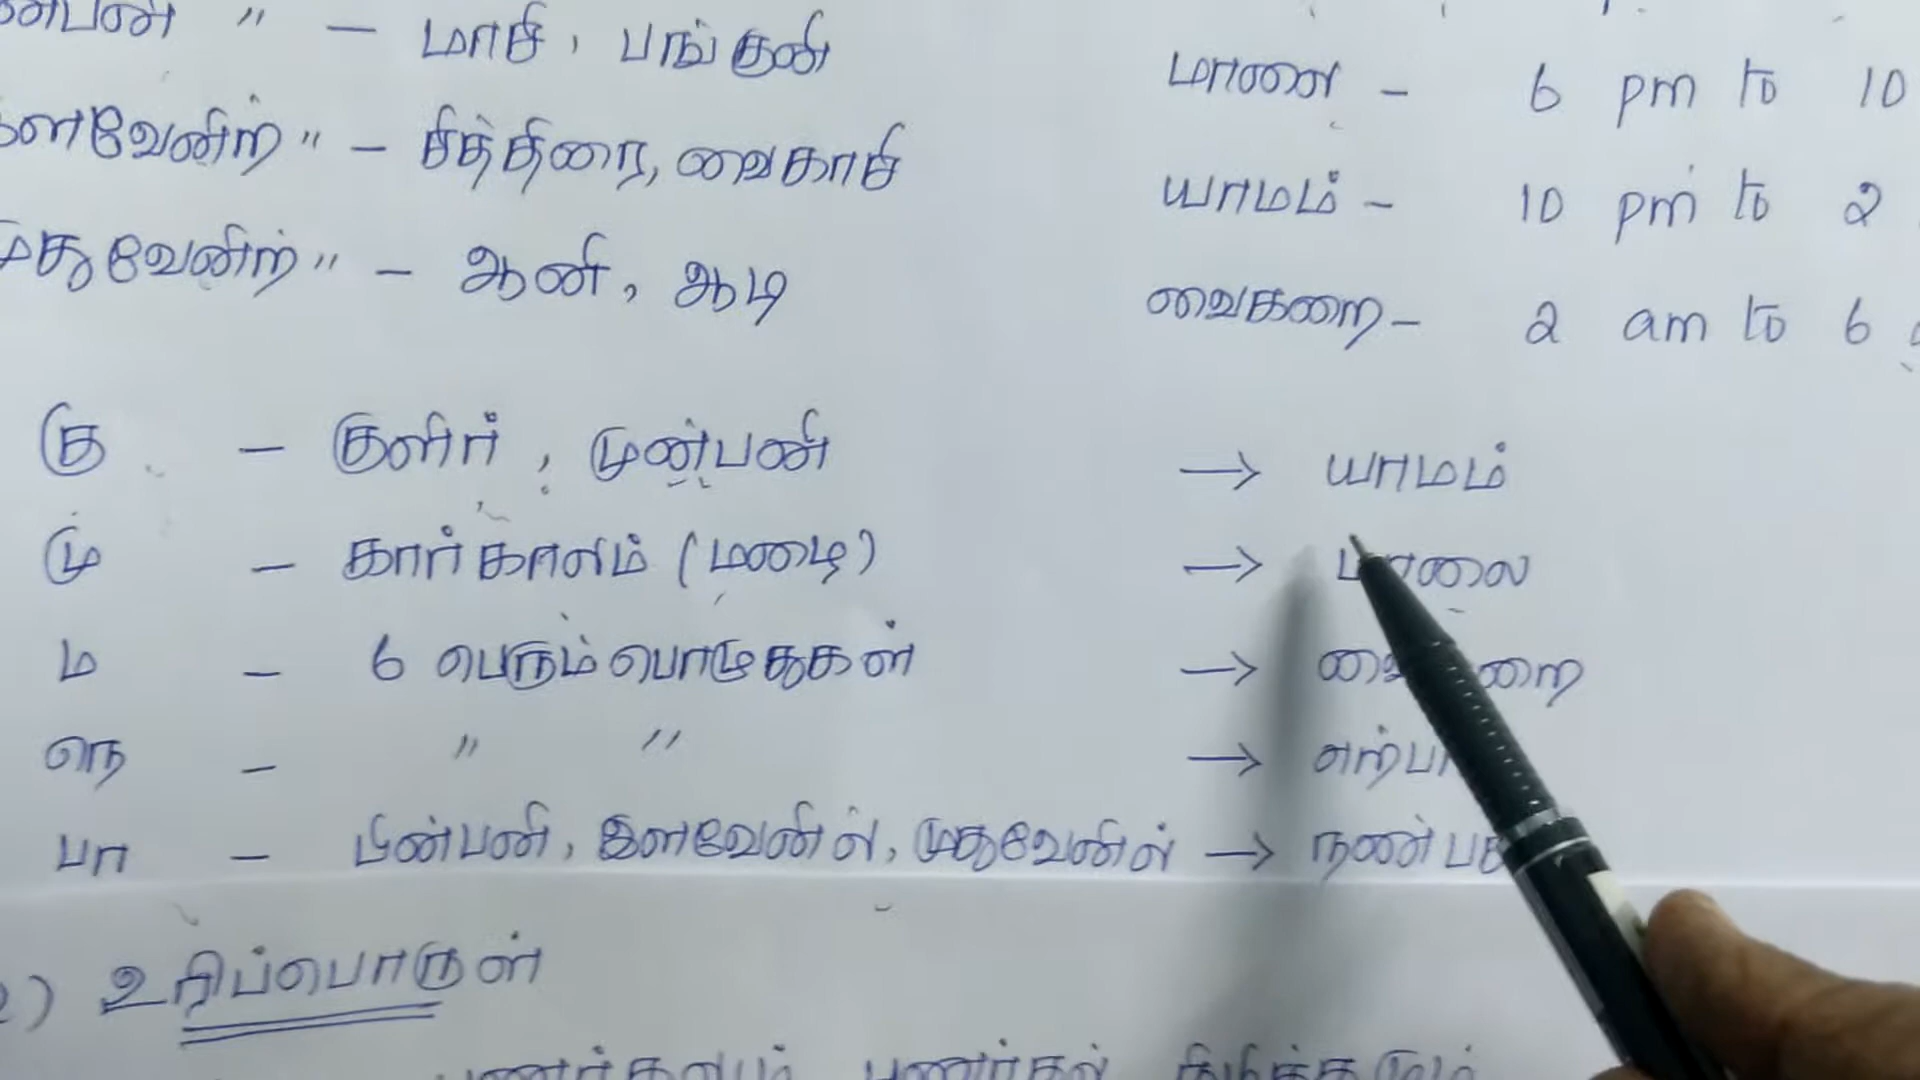 " – மாசி, பங்குனி
மாலை – 6 pm to 10
" – சித்திரை, வைகாசி
யாமம் – 10 pm to 2
" – ஆனி, ஆடி
வைகறை – 2 am to 6
கு – குளிர், முன்பனி → யாமம்
மு – கார்காலம் (மழை) → மாலை
ம – 6 பெரும்பொழுதுகள் → வைகறை
நெ – " " →
பா – பின்பனி, இளவேனில், முதுவேனில் →
உரிப்பொருள்